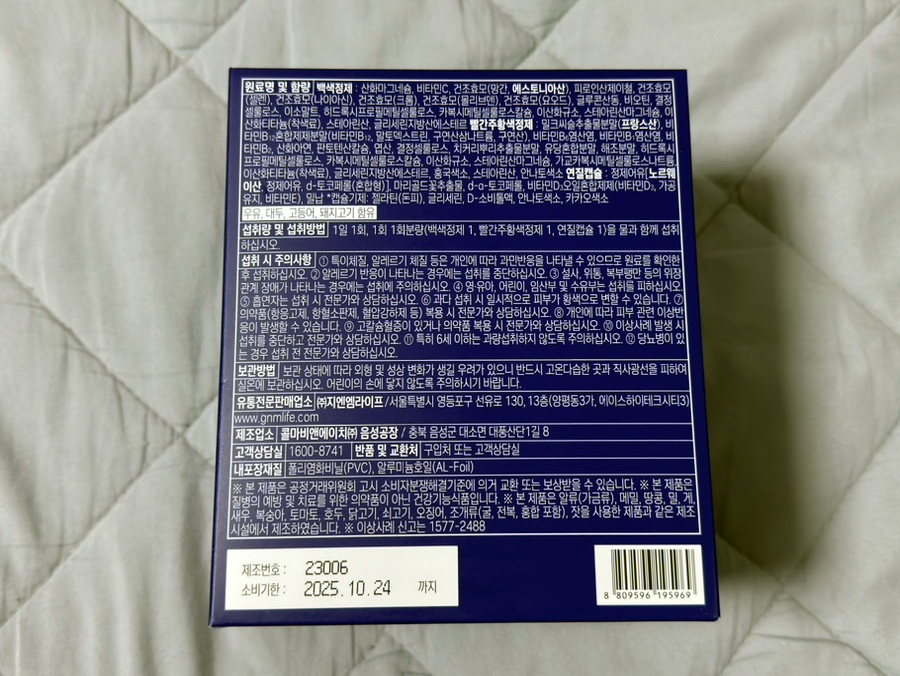 원료명 및 함량 백색정제 : 산화마그네슘, 비타민C, 건조효모(망간, 에스토니아산), 피로인산제이철, 건조효모
(셀렌), 건조효모(나이아신), 건조효모(크롬), 건조효모(몰리브덴), 건조효모(요오드), 글루콘산동, 비오틴, 결정
셀룰로스, 이소말트, 히드록시프로필메틸셀룰로스, 카복시메틸셀룰로스칼슘, 이산화규소, 스테아린산마그네슘, 이
산화티타늄(착색료), 스테아린산, 글리세린지방산에스테르 빨간주황색정제 : 밀크씨슬추출물분말(프랑스산), 비
타민B₁₂혼합제제분말(비타민B₁₂, 말토덱스트린, 구연산삼나트륨, 구연산), 비타민B₁염산염, 비타민B₆염산염, 비
타민B₂, 산화아연, 판토텐산칼슘, 엽산, 결정셀룰로스, 치커리뿌리추출물분말, 유당혼합분말, 해조분말, 히드록시
프로필메틸셀룰로스, 카복시메틸셀룰로스칼슘, 이산화규소, 스테아린산마그네슘, 가교카복시메틸셀룰로스나트륨,
이산화티타늄(착색료), 글리세린지방산에스테르, 홍국색소, 스테아린산, 안나토색소 연질캡슐 : 정제어유[노르웨
이산, 정제어유, d-토코페롤(혼합형)], 마리골드꽃추출물, d-α-토코페롤, 비타민D₃오일혼합제제(비타민D₃, 가공
유지, 비타민E), 밀납 *캡슐기제: 젤라틴(돈피), 글리세린, D-소비톨액, 안나토색소, 카카오색소
우유, 대두, 고등어, 돼지고기 함유
섭취량 및 섭취방법 1일 1회, 1회 1회분량(백색정제 1, 빨간주황색정제 1, 연질캡슐 1)을 물과 함께 섭취
하십시오.
섭취 시 주의사항 ① 특이체질, 알레르기 체질 등은 개인에 따라 과민반응을 나타낼 수 있으므로 원료를 확인한
후 섭취하십시오. ② 알레르기 반응이 나타나는 경우에는 섭취를 중단하십시오. ③ 설사, 위통, 복부팽만 등의 위장
관계 장애가 나타나는 경우에는 섭취에 주의하십시오. ④ 영·유아, 어린이, 임산부 및 수유부는 섭취를 피하십시오.
⑤ 흡연자는 섭취 시 전문가와 상담하십시오. ⑥ 과다 섭취 시 일시적으로 피부가 황색으로 변할 수 있습니다. ⑦
의약품(항응고제, 항혈소판제, 혈압강하제 등) 복용 시 전문가와 상담하십시오. ⑧ 개인에 따라 피부 관련 이상반
응이 발생할 수 있습니다. ⑨ 고칼슘혈증이 있거나 의약품 복용 시 전문가와 상담하십시오. ⑩ 이상사례 발생 시
섭취를 중단하고 전문가와 상담하십시오. ⑪ 특히 6세 이하는 과량섭취하지 않도록 주의하십시오. ⑫ 당뇨병이 있
는 경우 섭취 전 전문가와 상담하십시오.
보관방법 보관 상태에 따라 외형 및 성상 변화가 생길 우려가 있으니 반드시 고온다습한 곳과 직사광선을 피하여
실온에 보관하십시오. 어린이의 손에 닿지 않도록 주의하시기 바랍니다.
유통전문판매업소 ㈜지엔엠라이프/서울특별시 영등포구 선유로 130, 13층(양평동3가, 에이스하이테크시티3)
www.gnmlife.com
제조업소 콜마비앤에이치㈜ 음성공장 / 충북 음성군 대소면 대풍산단1길 8
고객상담실 1600-8741 반품 및 교환처 구입처 또는 고객상담실
내포장재질 폴리염화비닐(PVC), 알루미늄호일(AL-Foil)
※ 본 제품은 공정거래위원회 고시 소비자분쟁해결기준에 의거 교환 또는 보상받을 수 있습니다. ※ 본 제품은
질병의 예방 및 치료를 위한 의약품이 아닌 건강기능식품입니다. ※ 본 제품은 알류(가금류), 메밀, 땅콩, 밀, 게,
새우, 복숭아, 토마토, 호두, 닭고기, 쇠고기, 오징어, 조개류(굴, 전복, 홍합 포함), 잣을 사용한 제품과 같은 제조
시설에서 제조하였습니다. ※ 이상사례 신고는 1577-2488
제조번호 : 23006
소비기한 : 2025.10.24 까지
8 809596 195969